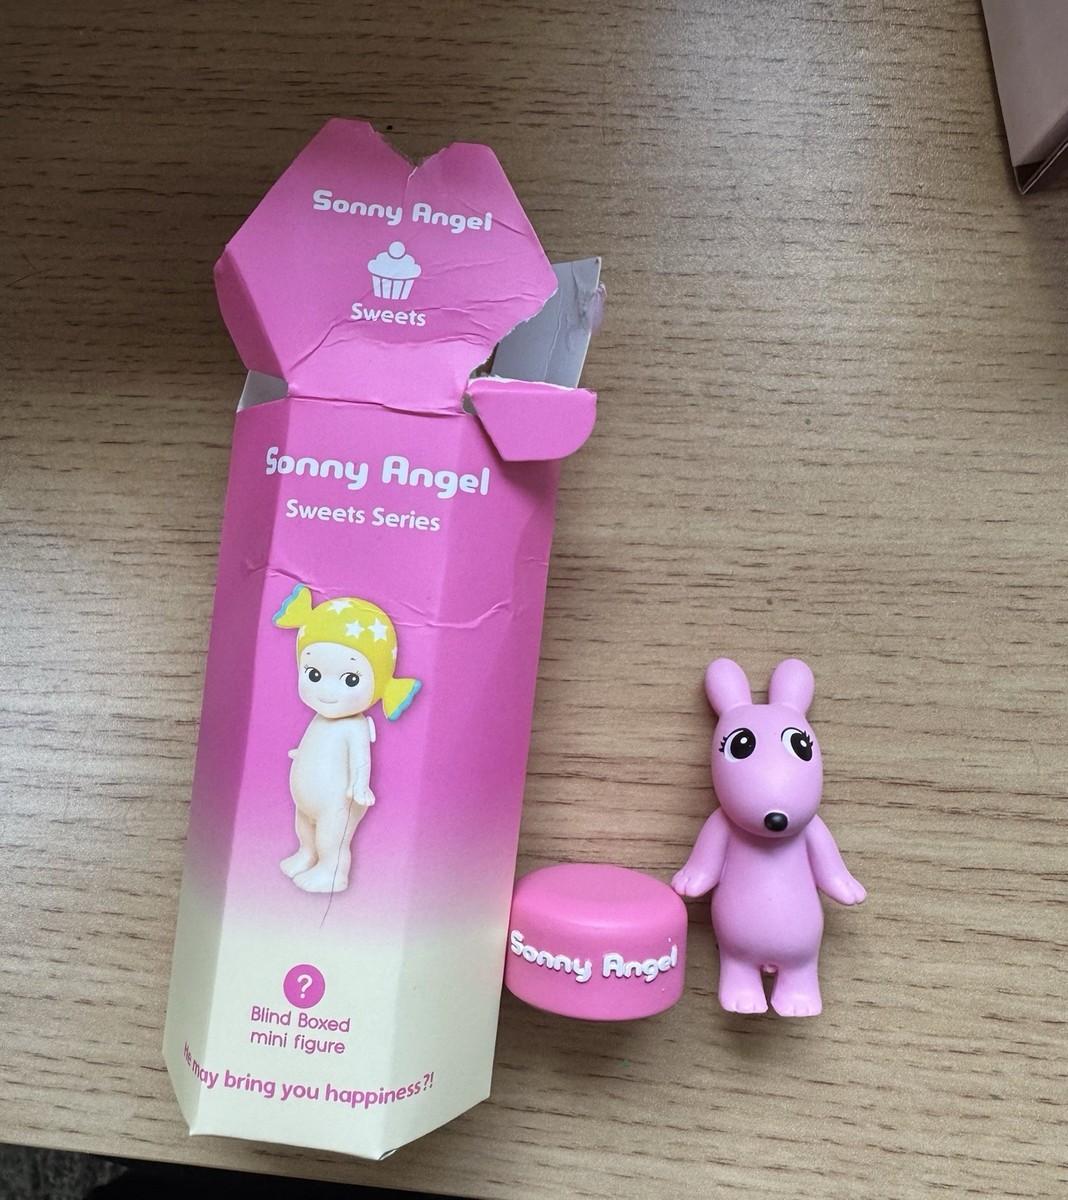 Sonny Angel
Sweets
Sonny Angel
Sweets Series
?
Blind Boxed
mini figure
He may bring you happiness?!
Sonny Angel